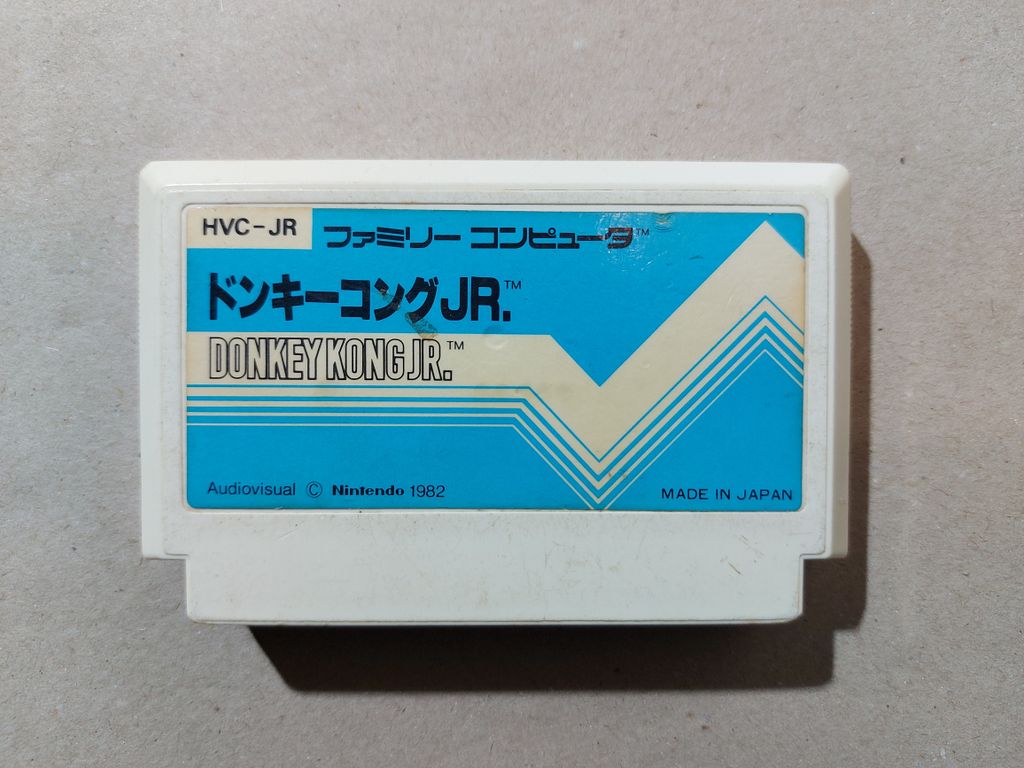 HVC-JR
ファミリー コンピュータ™
ドンキーコングJR.™
DONKEY KONG JR.™
Audiovisual © Nintendo 1982
MADE IN JAPAN